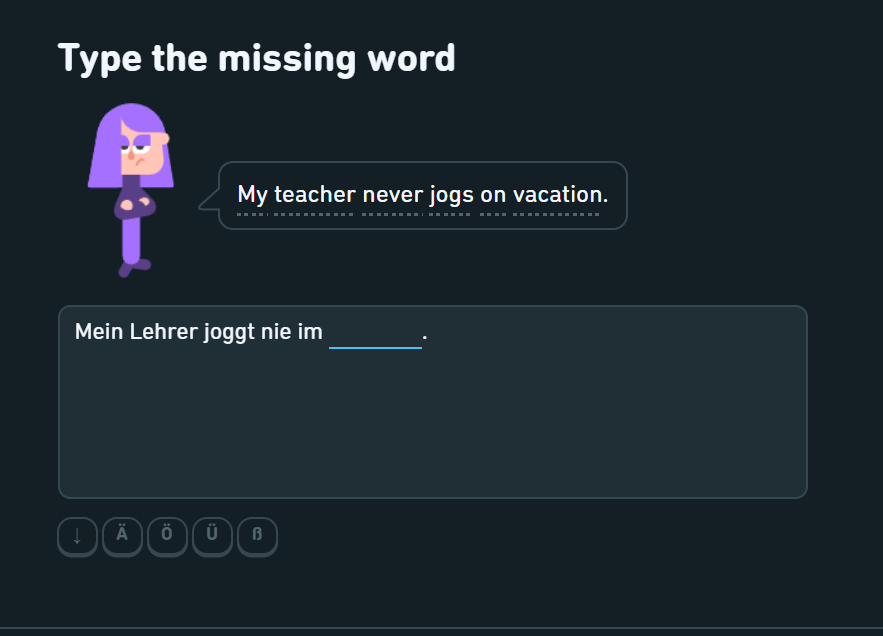 Type the missing word
My teacher never jogs on vacation.
Mein Lehrer joggt nie im ________.
↓ Ä Ö Ü ß